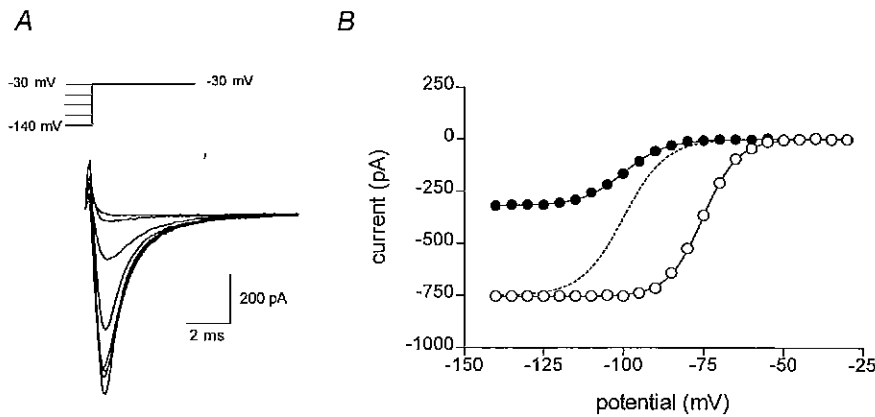 A
-30 mV
-30 mV
-140 mV
200 pA
2 ms
B
250
0
-250
-500
-750
-1000
current (pA)
-150
-125
-100
-75
-50
-25
potential (mV)